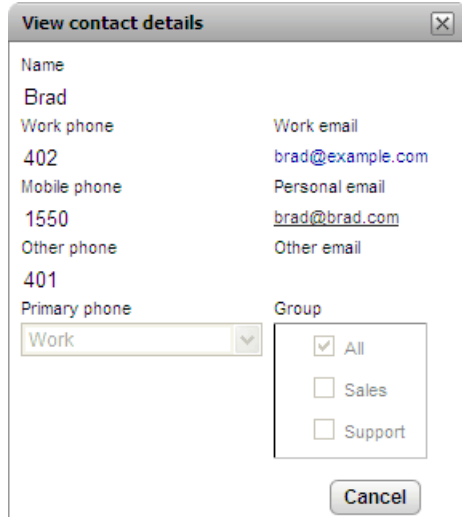 View contact details
Name
Brad
Work phone Work email
402 brad@example.com
Mobile phone Personal email
1550 brad@brad.com
Other phone Other email
401
Primary phone Group
Work All
Sales
Support
Cancel